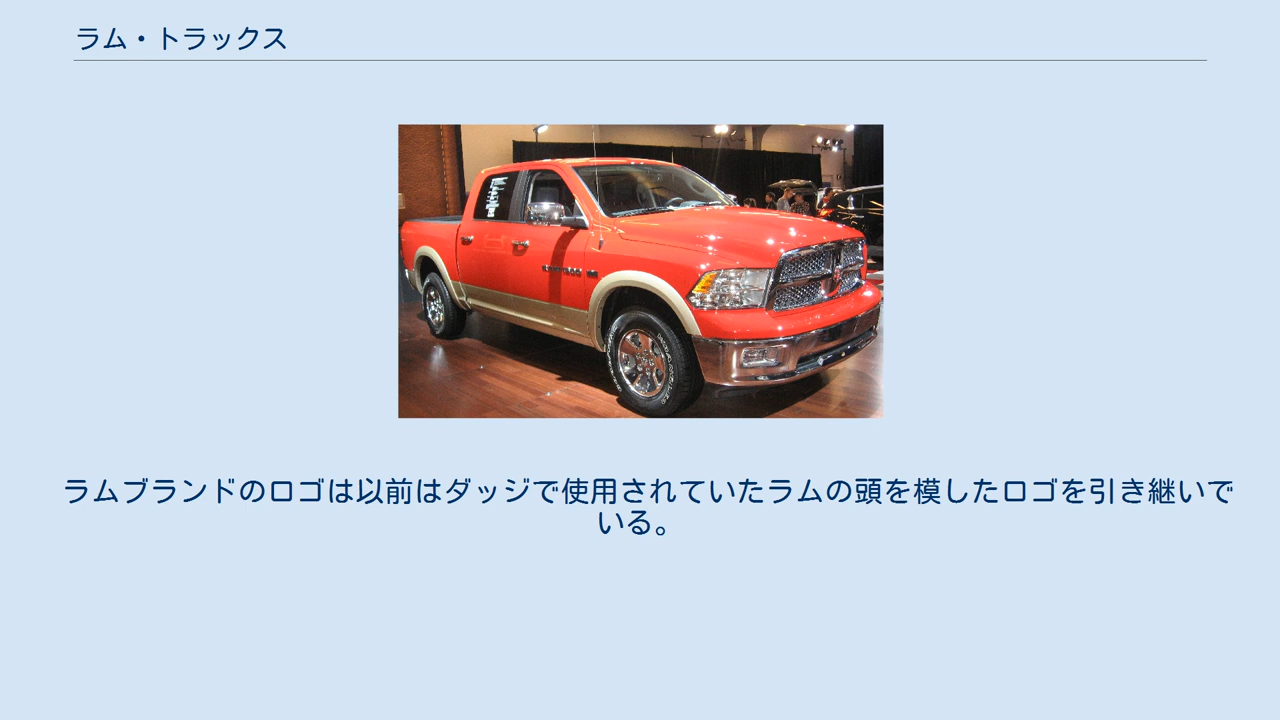 ラム・トラックス
ラムブランドのロゴは以前はダッジで使用されていたラムの頭を模したロゴを引き継いで
いる。